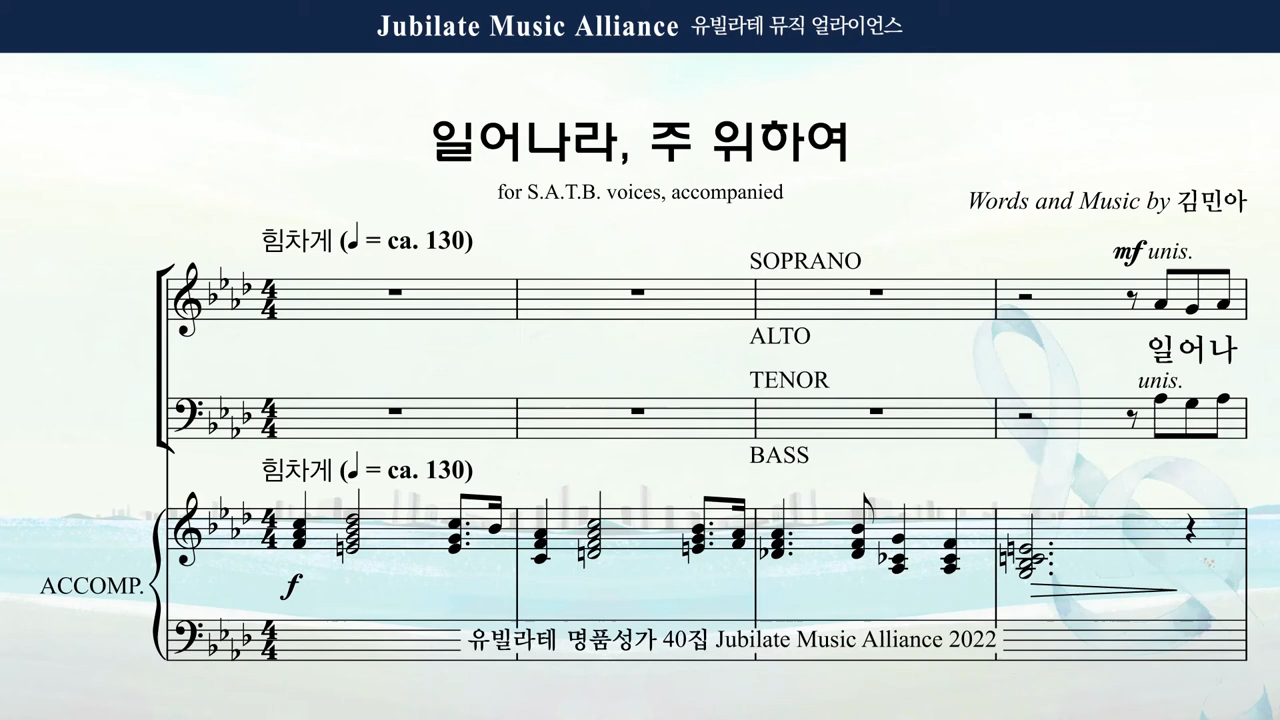 Jubilate Music Alliance 유빌라테 뮤직 얼라이언스
일어나라, 주 위하여
for S.A.T.B. voices, accompanied
Words and Music by 김민아
힘차게 (♩ = ca. 130)
SOPRANO
mf unis.
ALTO
일 어 나
TENOR
unis.
BASS
힘차게 (♩ = ca. 130)
ACCOMP.
f
유빌라테 명품성가 40집 Jubilate Music Alliance 2022